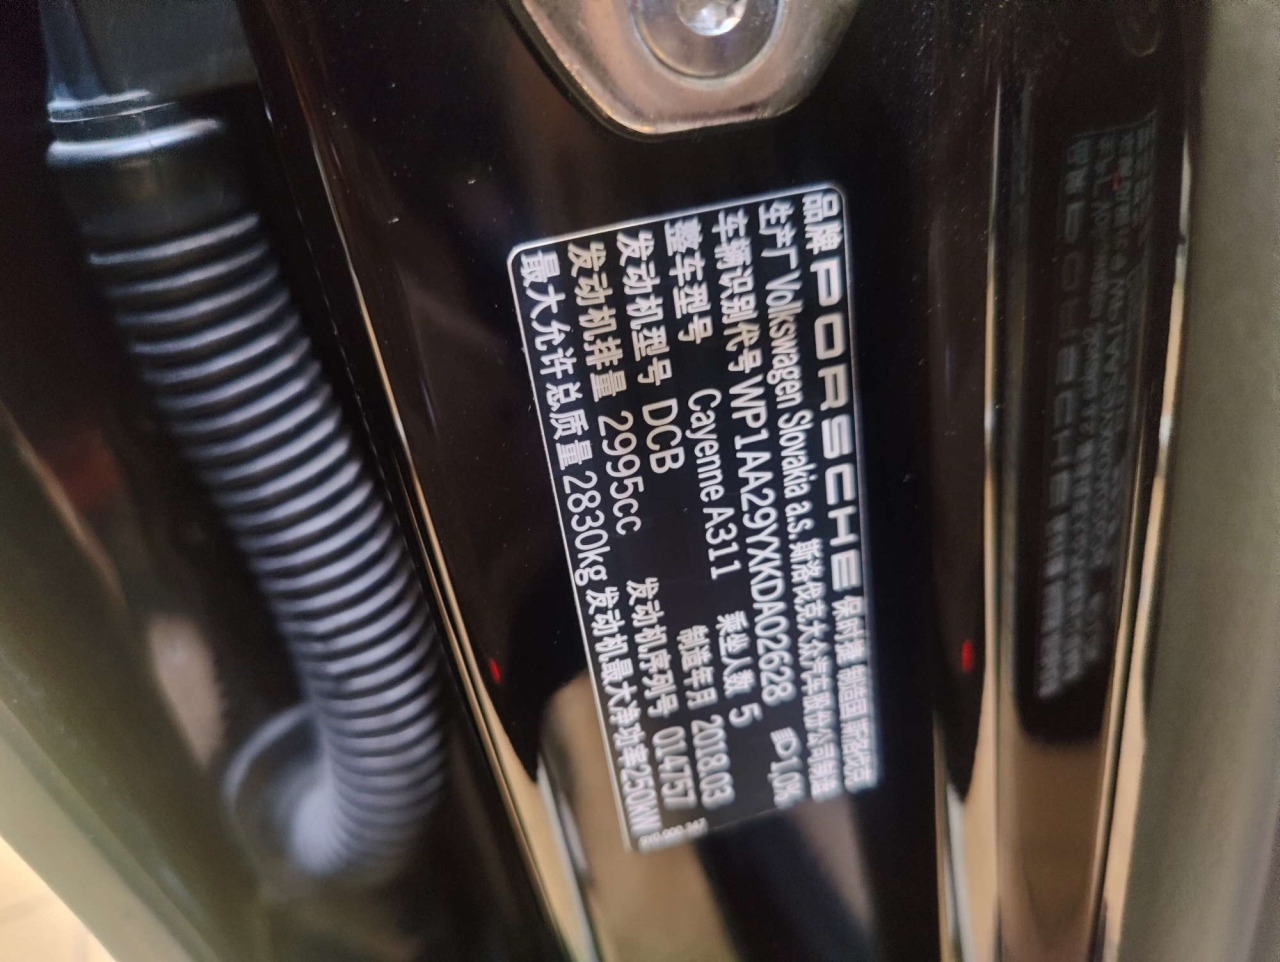 品牌 PORSCHE 保时捷 制造国 斯洛伐克
生产厂 Volkswagen Slovakia a.s. 斯洛伐克大众汽车股份公司制造
车辆识别代号 WP1AA29YXKDA02628 1,0%
整车型号 Cayenne A311 乘坐人数 5
发动机型号 DCB 制造年月 2018.03
发动机排量 2995cc 发动机序列号 014757
最大允许总质量 2830kg 发动机最大净功率 250KW